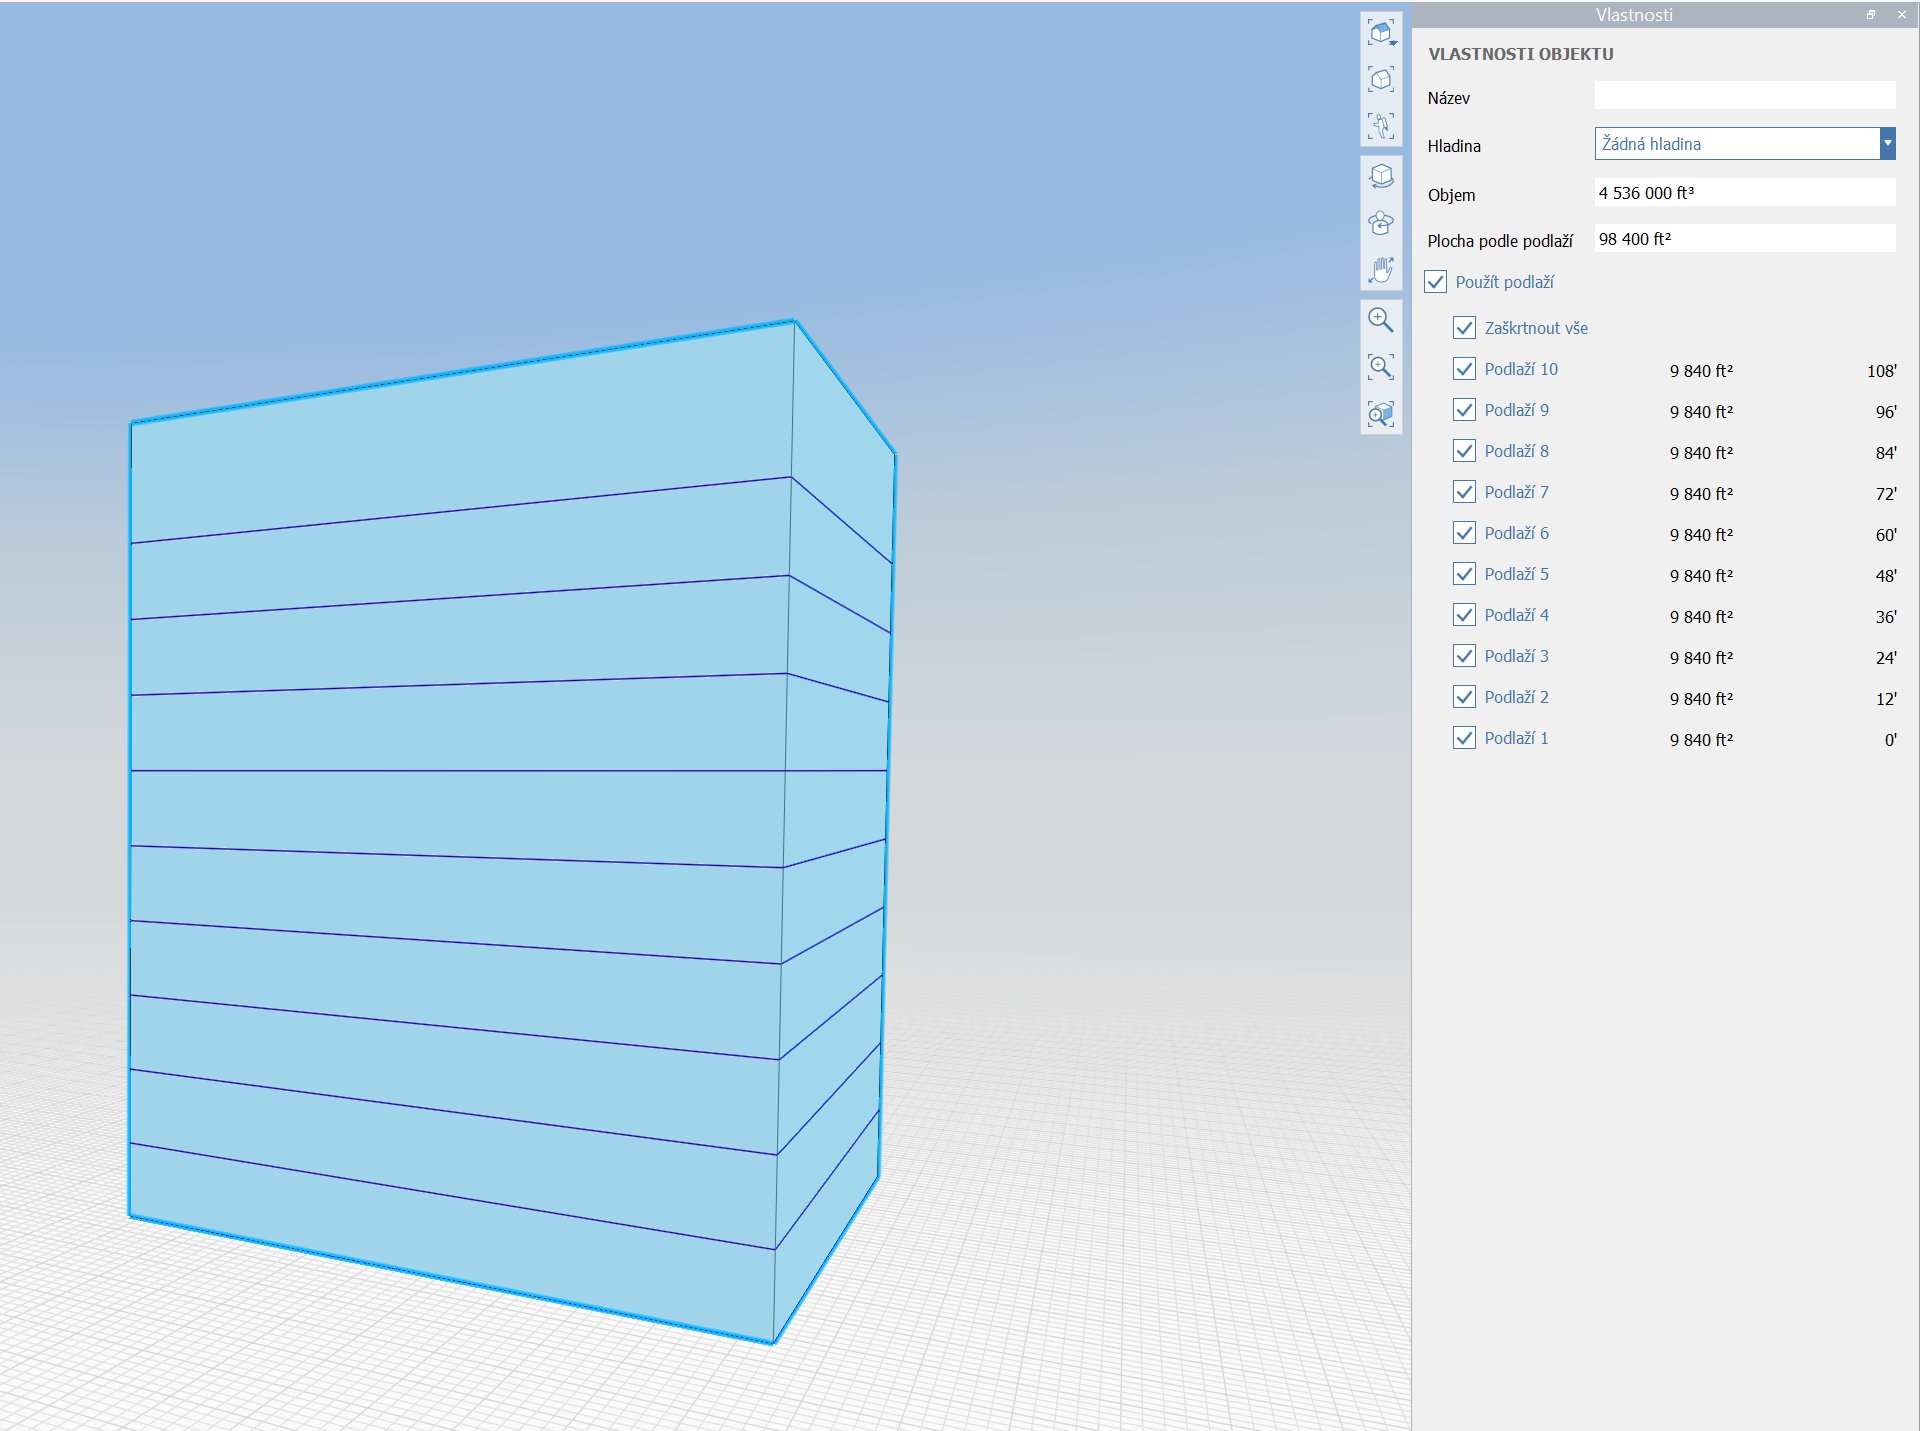 Vlastnosti
VLASTNOSTI OBJEKTU
Název
Hladina Žádná hladina
Objem 4 536 000 ft³
Plocha podle podlaží 98 400 ft²
Použít podlaží
Zaškrtnout vše
Podlaží 10 9 840 ft² 108'
Podlaží 9 9 840 ft² 96'
Podlaží 8 9 840 ft² 84'
Podlaží 7 9 840 ft² 72'
Podlaží 6 9 840 ft² 60'
Podlaží 5 9 840 ft² 48'
Podlaží 4 9 840 ft² 36'
Podlaží 3 9 840 ft² 24'
Podlaží 2 9 840 ft² 12'
Podlaží 1 9 840 ft² 0'